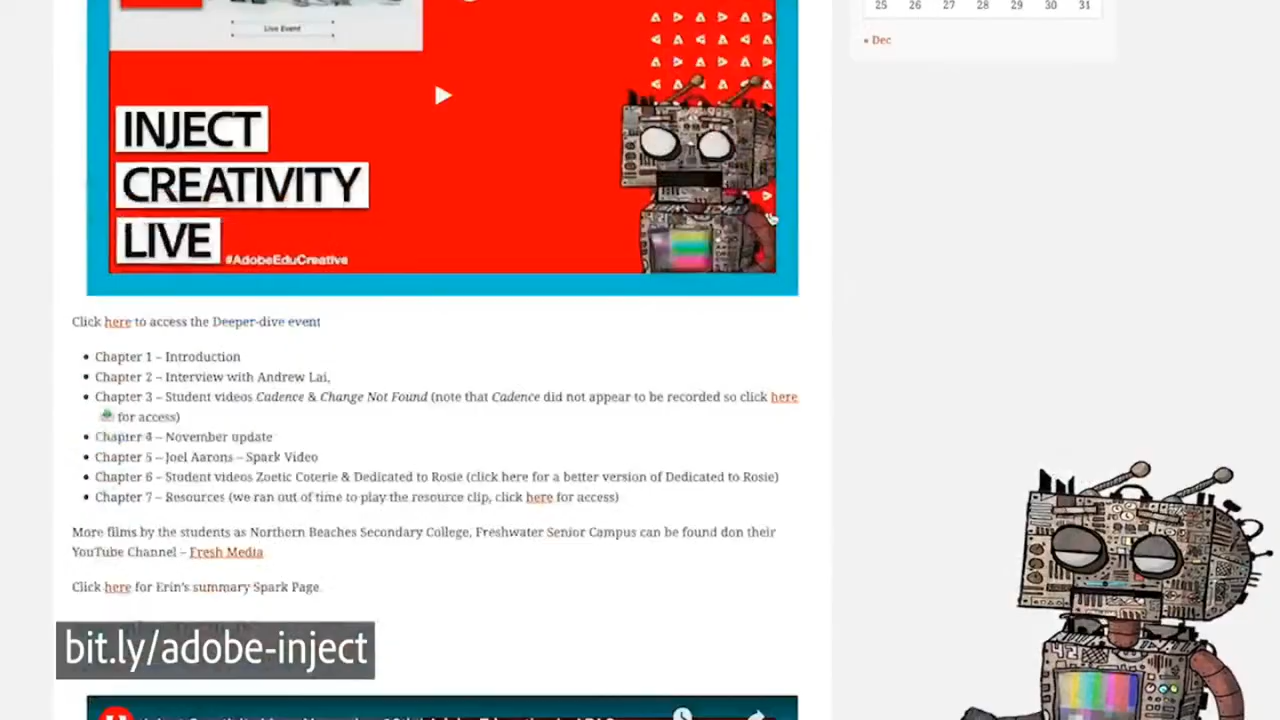 25 26 27 28 29 30 31
« Dec
Live Event
INJECT
CREATIVITY
LIVE
#AdobeEduCreative
Click here to access the Deeper-dive event
Chapter 1 – Introduction
Chapter 2 – Interview with Andrew Lai,
Chapter 3 – Student videos Cadence & Change Not Found (note that Cadence did not appear to be recorded so click here
for access)
Chapter 4 – November update
Chapter 5 – Joel Aarons – Spark Video
Chapter 6 – Student videos Zoetic Coterie & Dedicated to Rosie (click here for a better version of Dedicated to Rosie)
Chapter 7 – Resources (we ran out of time to play the resource clip, click here for access)
More films by the students as Northern Beaches Secondary College, Freshwater Senior Campus can be found don their
YouTube Channel – Fresh Media
Click here for Erin's summary Spark Page
bit.ly/adobe-inject
42